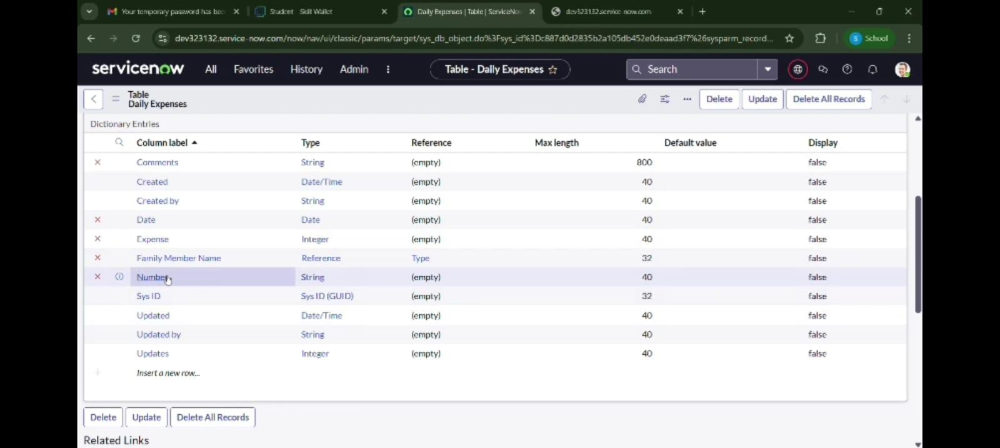 Your temporary password has bee
Student Skill Wallet
Daily Expenses | Table | ServiceNo
dev323132.service-now.com
dev323132.service-now.com/now/nav/ui/classic/params/target/sys_db_object.do%3Fsys_id%3Dc887d0d2835b2a105db452e0deaad3f7%26sysparm_record...
S School
servicenow All Favorites History Admin Table - Daily Expenses Search
Table
Daily Expenses
Delete Update Delete All Records
Dictionary Entries
Column label Type Reference Max length Default value Display
Comments String (empty) 800 false
Created Date/Time (empty) 40 false
Created by String (empty) 40 false
Date Date (empty) 40 false
Expense Integer (empty) 40 false
Family Member Name Reference Type 32 false
Number String (empty) 40 false
Sys ID Sys ID (GUID) (empty) 32 false
Updated Date/Time (empty) 40 false
Updated by String (empty) 40 false
Updates Integer (empty) 40 false
Insert a new row...
Delete Update Delete All Records
Related Links